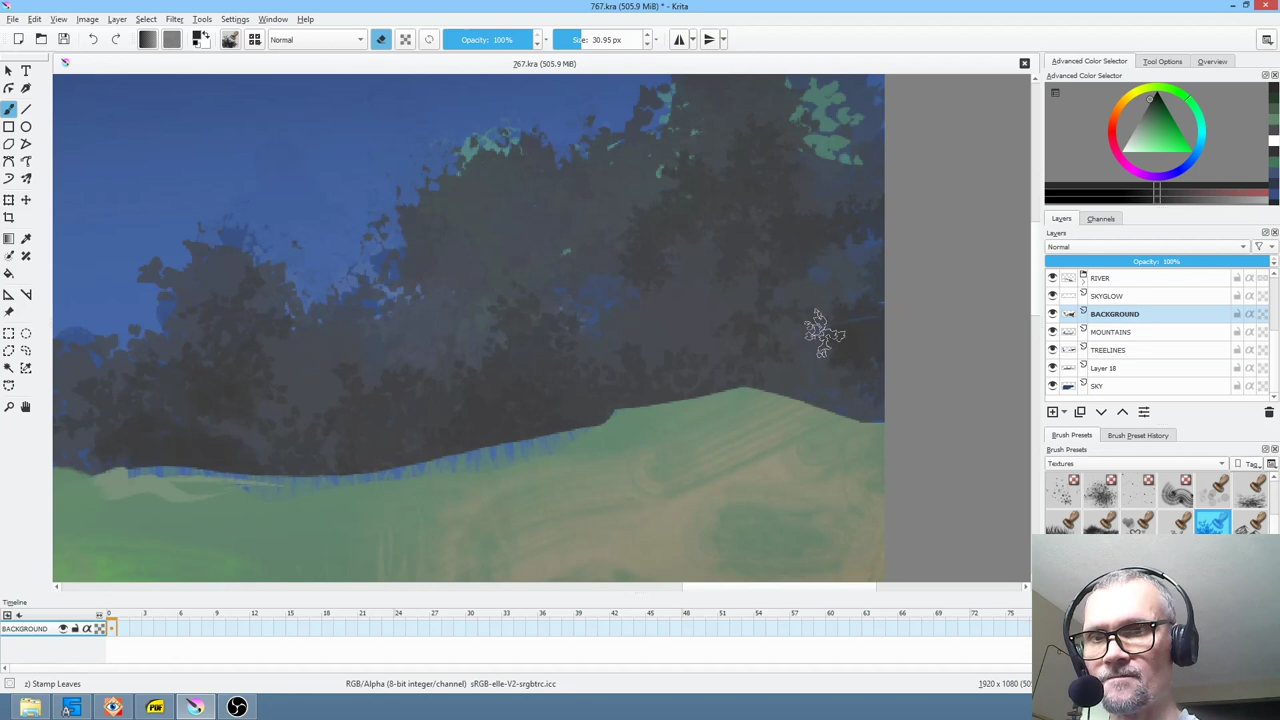 767.kra (505.9 MiB) * - Krita
File Edit View Image Layer Select Filter Tools Settings Window Help
Normal
Opacity: 100%
Size: 30.95 px
767.kra (505.9 MiB)
Advanced Color Selector Tool Options Overview
Advanced Color Selector
Layers Channels
Layers
Normal
Opacity: 100%
RIVER
SKYGLOW
BACKGROUND
MOUNTAINS
TREELINES
Layer 18
SKY
Brush Presets Brush Preset History
Brush Presets
Textures
Tag
Timeline
0 3 6 9 12 15 18 21 24 27 30 33 36 39 42 45 48 51 54 57 60 63 66 69 72 75
BACKGROUND
z) Stamp Leaves
RGB/Alpha (8-bit integer/channel) sRGB-elle-V2-srgbtrc.icc
1920 x 1080 (505
PDF